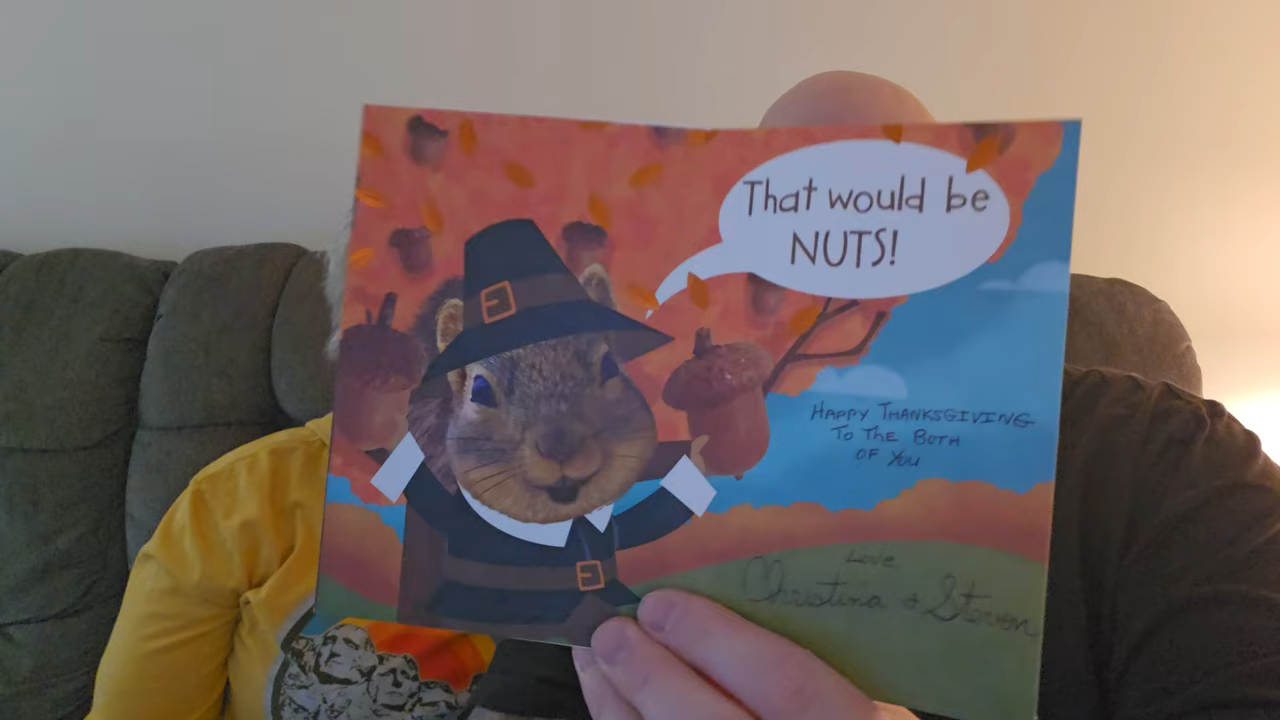 That would be
NUTS!
HAPPY THANKSGIVING
TO THE BOTH
OF YOU
Love
Christina & Steven